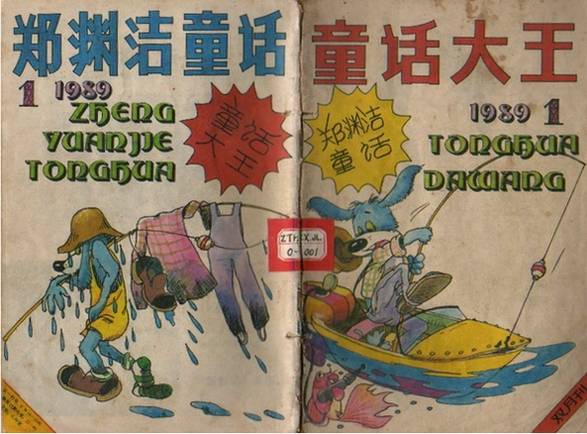 郑渊洁童话
1 1989
ZHENG
YUANJIE
TONGHUA
童话
大王
童话大王
1989 1
TONGHUA
DAWANG
郑渊洁
童话
双月刊